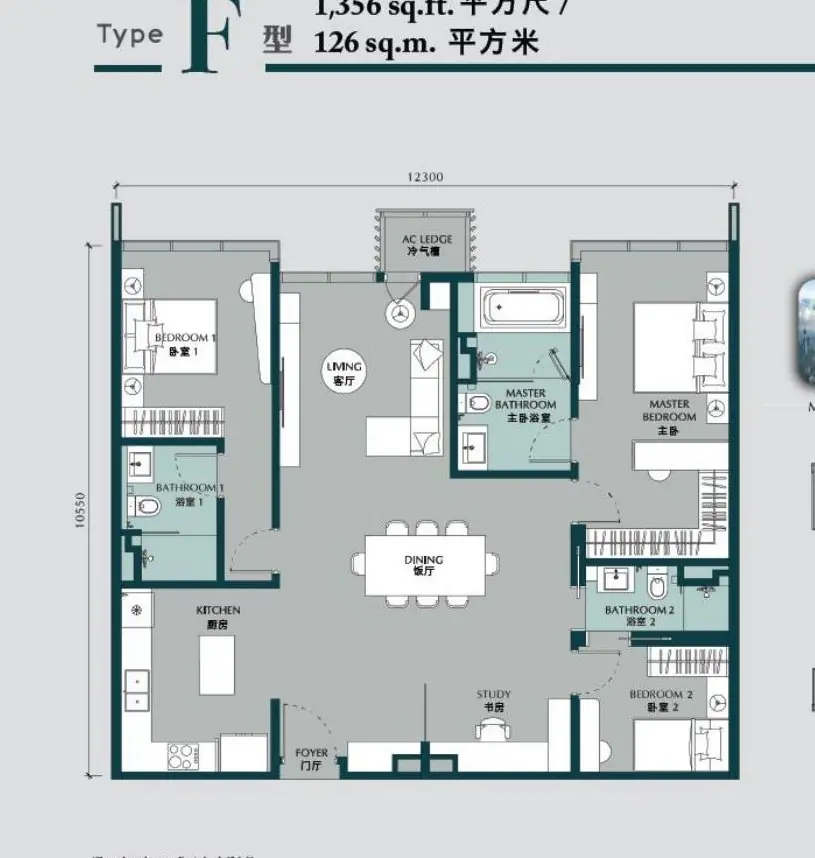 1,356 sq.ft. 平方尺 /
Type F 型 126 sq.m. 平方米
12300
AC LEDGE
冷气槽
BEDROOM 1
卧室 1
LIVING
客厅
MASTER
BATHROOM
主卧浴室
MASTER
BEDROOM
主卧
BATHROOM 1
浴室 1
10550
DINING
饭厅
KITCHEN
厨房
BATHROOM 2
浴室 2
STUDY
书房
BEDROOM 2
卧室 2
FOYER
门厅